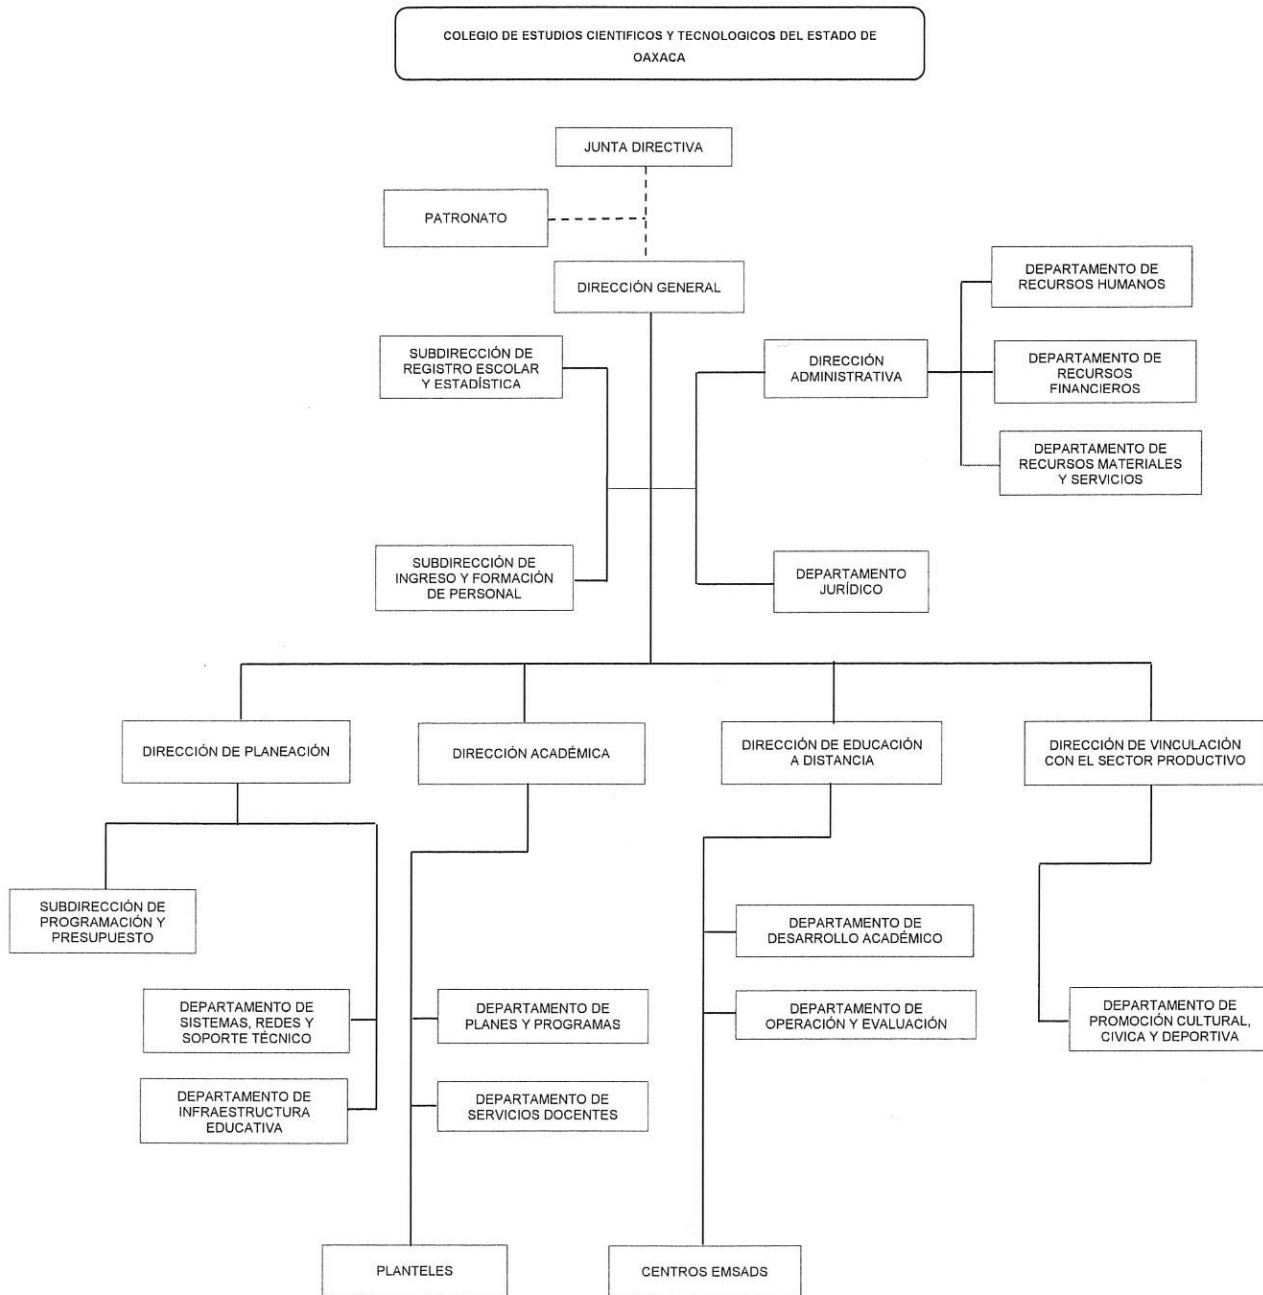 COLEGIO DE ESTUDIOS CIENTIFICOS Y TECNOLOGICOS DEL ESTADO DE
OAXACA
JUNTA DIRECTIVA
PATRONATO
DIRECCIÓN GENERAL
DEPARTAMENTO DE
RECURSOS HUMANOS
SUBDIRECCIÓN DE
REGISTRO ESCOLAR
Y ESTADÍSTICA
DIRECCIÓN
ADMINISTRATIVA
DEPARTAMENTO DE
RECURSOS
FINANCIEROS
DEPARTAMENTO DE
RECURSOS MATERIALES
Y SERVICIOS
SUBDIRECCIÓN DE
INGRESO Y FORMACIÓN
DE PERSONAL
DEPARTAMENTO
JURÍDICO
DIRECCIÓN DE PLANEACIÓN
DIRECCIÓN ACADÉMICA
DIRECCIÓN DE EDUCACIÓN
A DISTANCIA
DIRECCIÓN DE VINCULACIÓN
CON EL SECTOR PRODUCTIVO
SUBDIRECCIÓN DE
PROGRAMACIÓN Y
PRESUPUESTO
DEPARTAMENTO DE
DESARROLLO ACADÉMICO
DEPARTAMENTO DE
SISTEMAS, REDES Y
SOPORTE TÉCNICO
DEPARTAMENTO DE
PLANES Y PROGRAMAS
DEPARTAMENTO DE
OPERACIÓN Y EVALUACIÓN
DEPARTAMENTO DE
PROMOCIÓN CULTURAL,
CIVICA Y DEPORTIVA
DEPARTAMENTO DE
INFRAESTRUCTURA
EDUCATIVA
DEPARTAMENTO DE
SERVICIOS DOCENTES
PLANTELES
CENTROS EMSADS